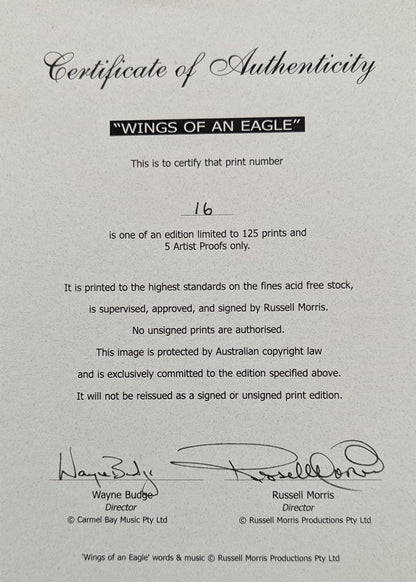 Certificate of Authenticity
“WINGS OF AN EAGLE”
This is to certify that print number
16
is one of an edition limited to 125 prints and
5 Artist Proofs only.
It is printed to the highest standards on the fines acid free stock,
is supervised, approved, and signed by Russell Morris.
No unsigned prints are authorised.
This image is protected by Australian copyright law
and is exclusively committed to the edition specified above.
It will not be reissued as a signed or unsigned print edition.
Wayne Budge Russell Morris
Wayne Budge Russell Morris
Director Director
© Carmel Bay Music Pty Ltd © Russell Morris Productions Pty Ltd
'Wings of an Eagle' words & music © Russell Morris Productions Pty Ltd